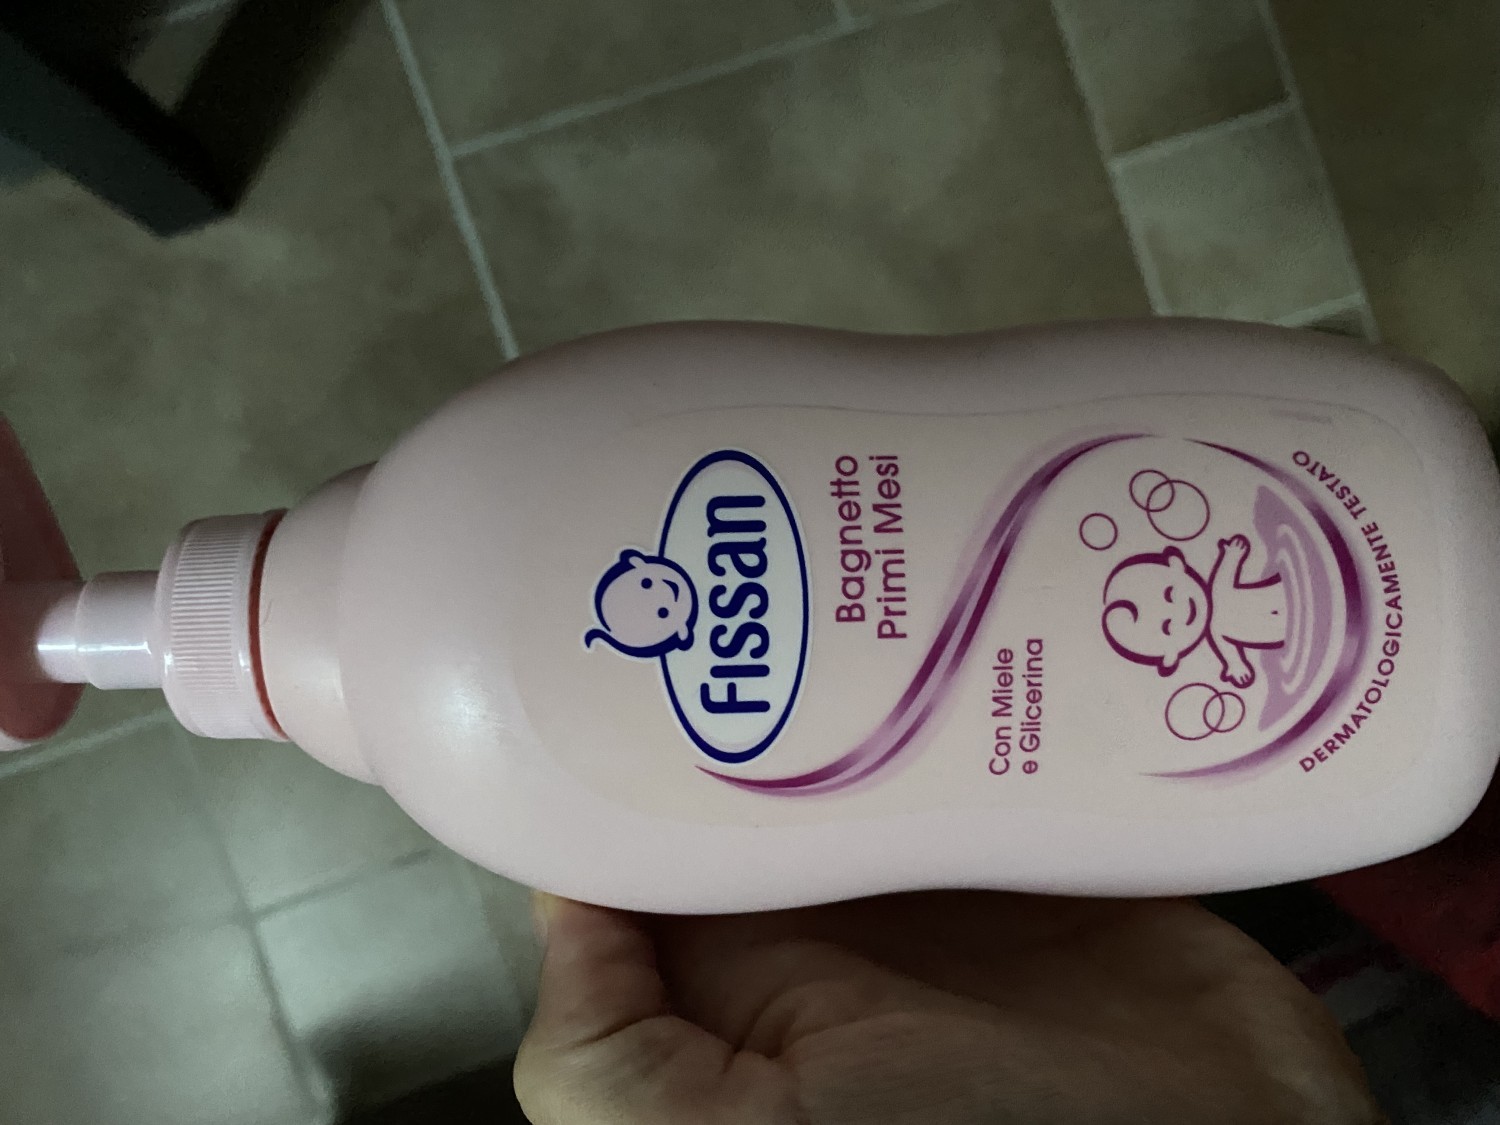 Fissan
Bagnetto
Primi Mesi
Con Miele
e Glicerina
DERMATOLOGICAMENTE TESTATO